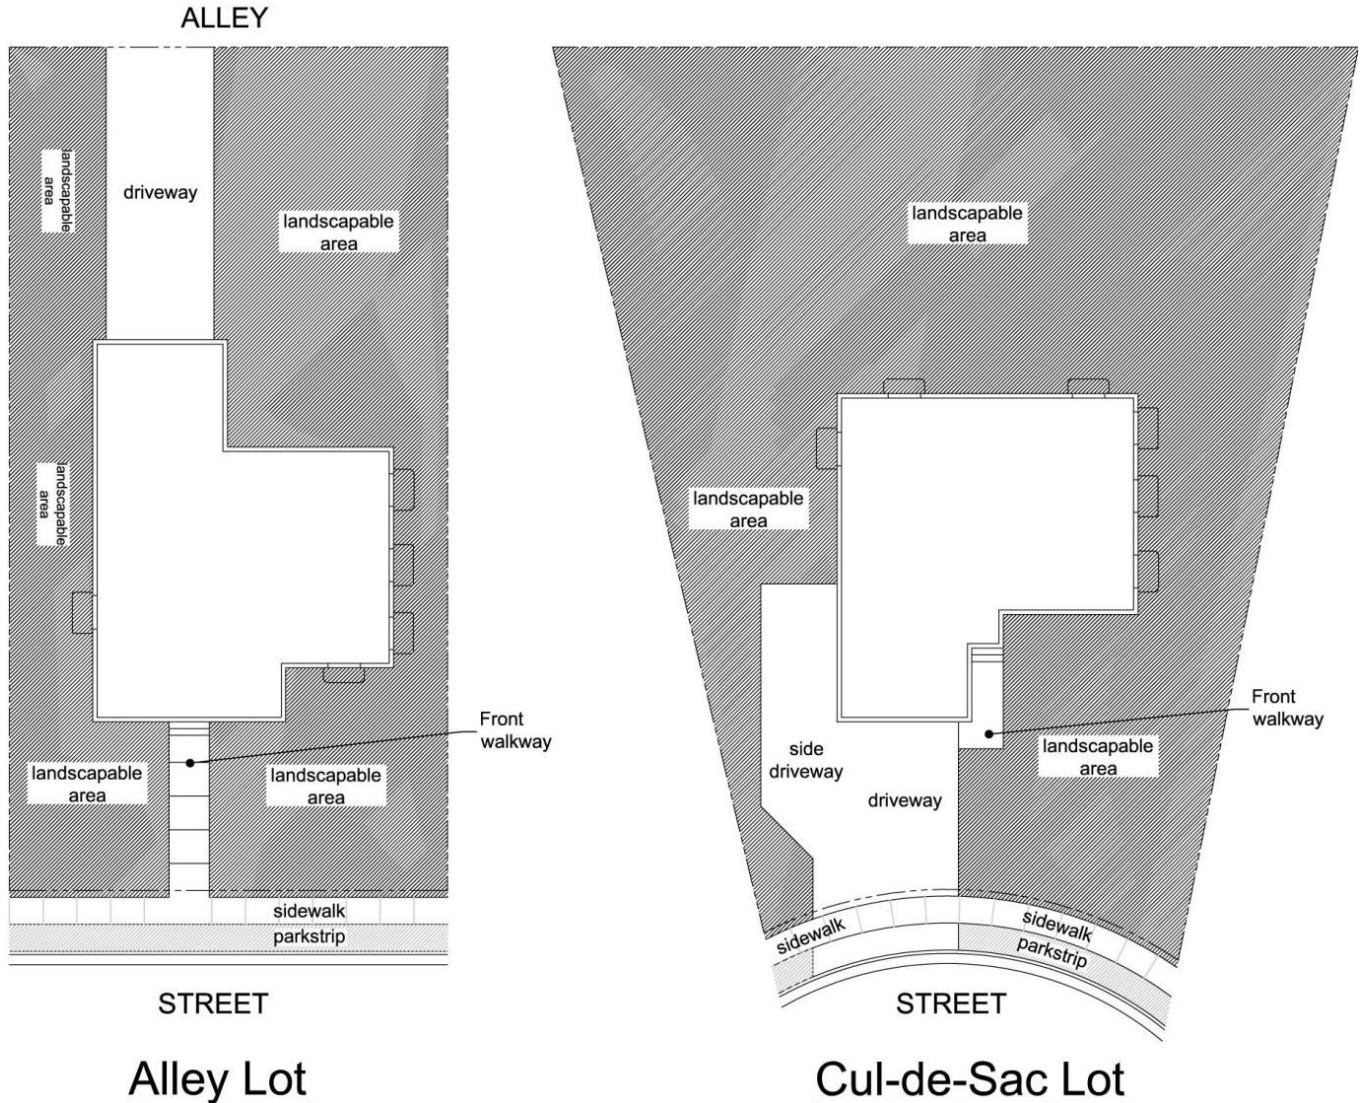 ALLEY
landscapable
area
driveway
landscapable
area
landscapable
area
Front
walkway
landscapable
area
landscapable
area
sidewalk
parkstrip
STREET
Alley Lot
landscapable
area
landscapable
area
Front
walkway
side
driveway
landscapable
area
driveway
sidewalk
sidewalk
parkstrip
STREET
Cul-de-Sac Lot